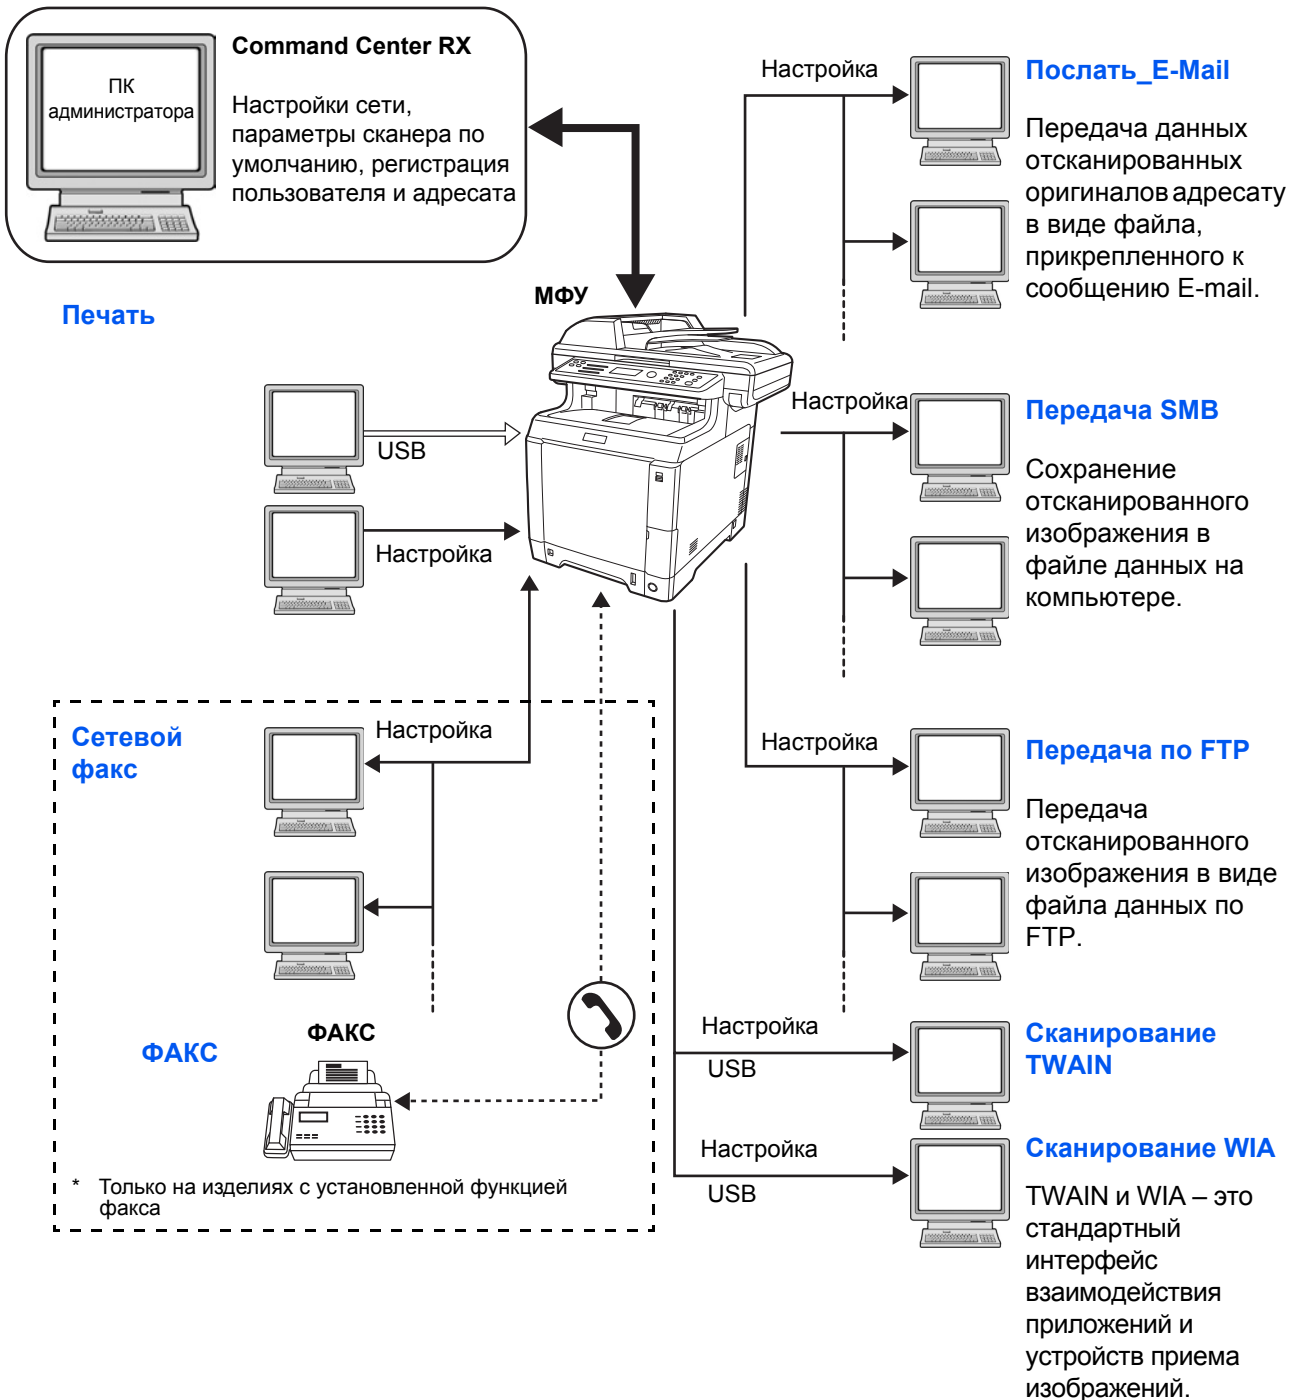 Command Center RX
ПК
администратора
Настройки сети,
параметры сканера по
умолчанию, регистрация
пользователя и адресата
Настройка
Послать_E-Mail
Передача данных
отсканированных
оригиналов адресату
в виде файла,
прикрепленного к
сообщению E-mail.
МФУ
Печать
USB
Настройка
Настройка
Передача SMB
Сохранение
отсканированного
изображения в
файле данных на
компьютере.
Сетевой
факс
Настройка
Настройка
Передача по FTP
Передача
отсканированного
изображения в виде
файла данных по
FTP.
ФАКС
ФАКС
* Только на изделиях с установленной функцией
факса
Настройка
USB
Сканирование
TWAIN
Настройка
USB
Сканирование WIA
TWAIN и WIA – это
стандартный
интерфейс
взаимодействия
приложений и
устройств приема
изображений.